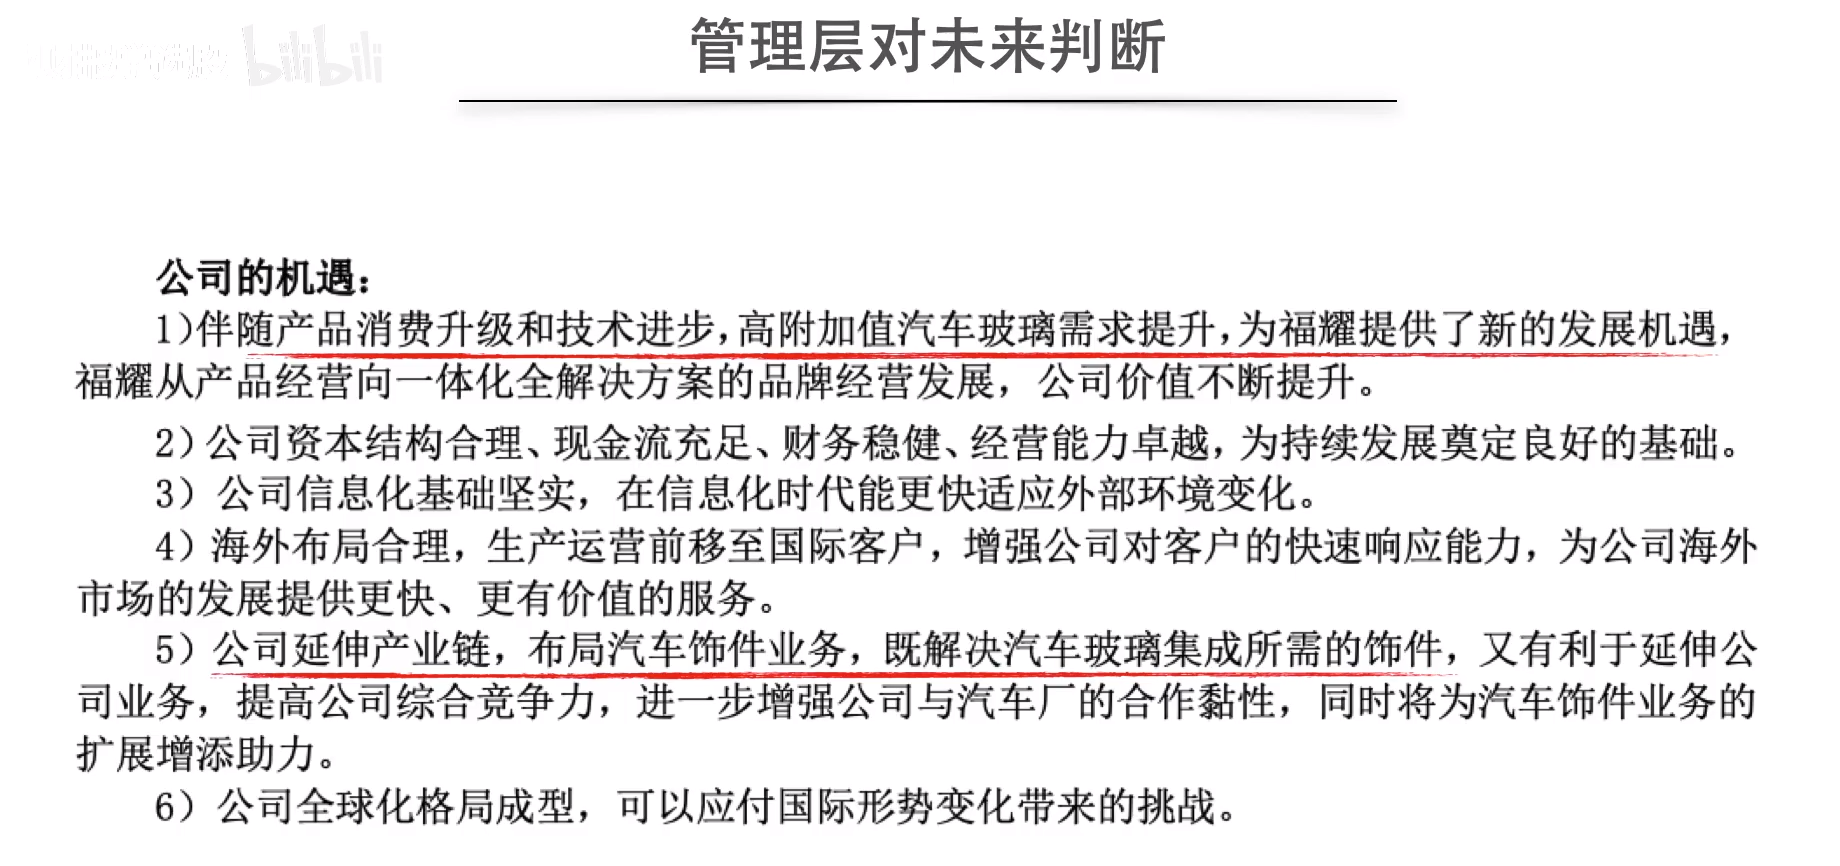 bilibili
管理层对未来判断
公司的机遇：
1)伴随产品消费升级和技术进步，高附加值汽车玻璃需求提升，为福耀提供了新的发展机遇，
福耀从产品经营向一体化全解决方案的品牌经营发展，公司价值不断提升。
2）公司资本结构合理、现金流充足、财务稳健、经营能力卓越，为持续发展奠定良好的基础。
3）公司信息化基础坚实，在信息化时代能更快适应外部环境变化。
4）海外布局合理，生产运营前移至国际客户，增强公司对客户的快速响应能力，为公司海外
市场的发展提供更快、更有价值的服务。
5）公司延伸产业链，布局汽车饰件业务，既解决汽车玻璃集成所需的饰件，又有利于延伸公
司业务，提高公司综合竞争力，进一步增强公司与汽车厂的合作黏性，同时将为汽车饰件业务的
扩展增添助力。
6）公司全球化格局成型，可以应付国际形势变化带来的挑战。